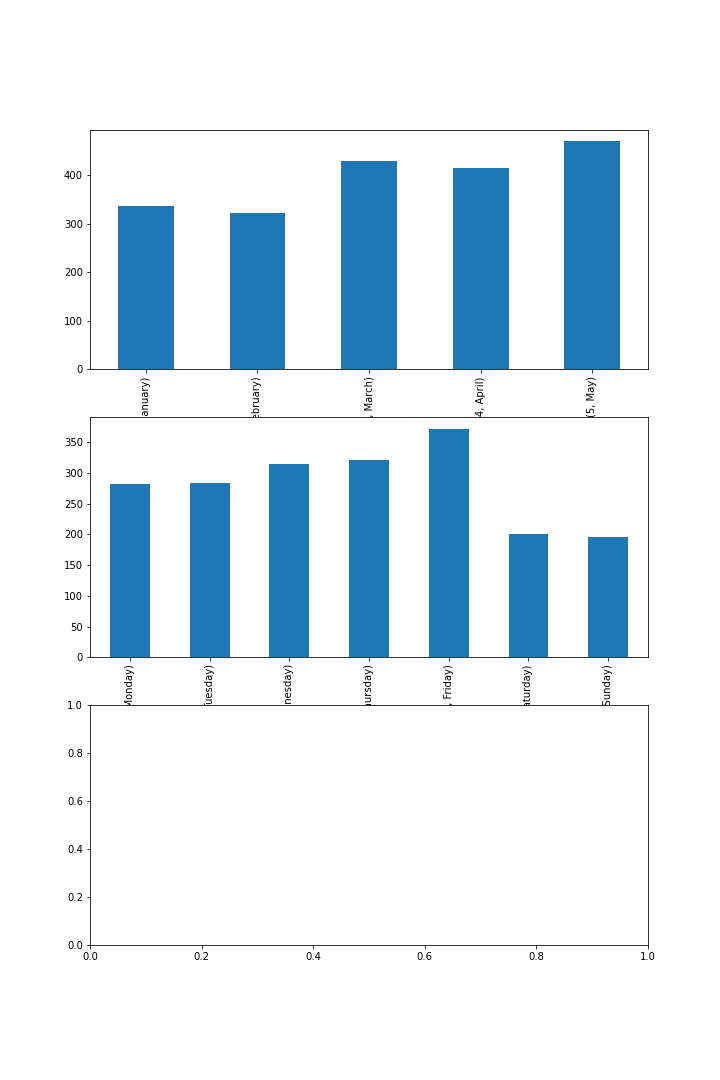 400
300
200
100
0
anuary)
ebruary)
, March)
4, April)
(5, May)
350
300
250
200
150
100
50
0
Monday)
uesday)
nesday)
ursday)
, Friday)
aturday)
Sunday)
1.0
0.8
0.6
0.4
0.2
0.0
0.0 0.2 0.4 0.6 0.8 1.0